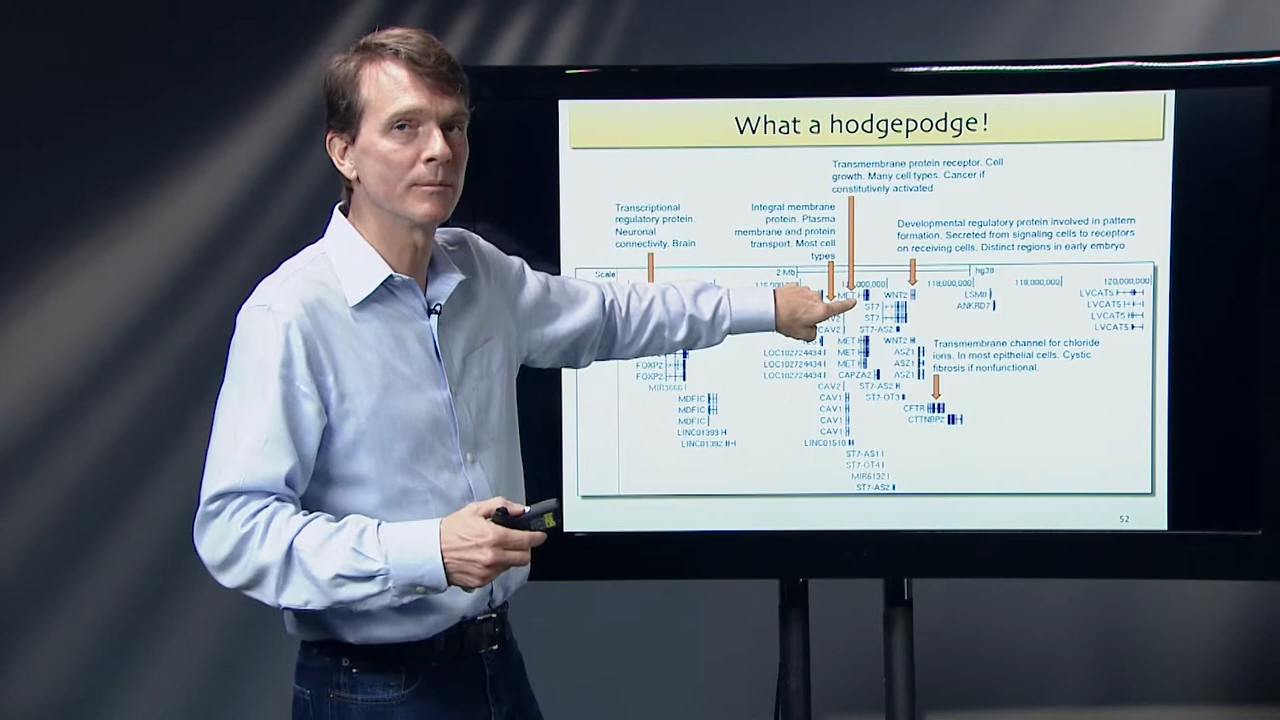 What a hodgepodge!
Transmembrane protein receptor. Cell
growth. Many cell types. Cancer if
constitutively activated
Transcriptional
regulatory protein.
Neuronal
connectivity. Brain
Integral membrane
protein. Plasma
membrane and protein
transport. Most cell
types
Developmental regulatory protein involved in pattern
formation. Secreted from signaling cells to receptors
on receiving cells. Distinct regions in early embryo
Scale
2 Mb
hg38
118,000,000
119,000,000
120,000,000
MET
WNT2
LSM8
LVCAT5
ST7
ANKRD7
LVCAT5
ST7
LVCAT5
CAV2
ST7-AS2
LVCAT5
MET
WNT2
Transmembrane channel for chloride
ions. In most epithelial cells. Cystic
fibrosis if nonfunctional.
LOC102724434
MET
ASZ1
FOXP2
LOC102724434
MET
ASZ1
FOXP2
LOC102724434
CAPZA2
ASZ1
MIR3666
CAV2
ST7-AS2
MDFIC
CAV1
ST7-OT3
MDFIC
CAV1
CFTR
MDFIC
CAV1
CTTNBP2
LINC01393
CAV1
LINC01392
LINC01510
ST7-AS1
ST7-OT4
MIR6132
ST7-AS2
52